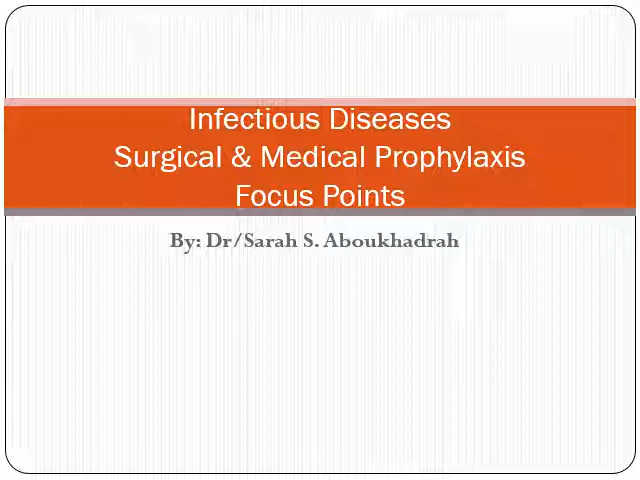 Infectious Diseases
Surgical & Medical Prophylaxis
Focus Points
By: Dr/Sarah S. Aboukhadrah